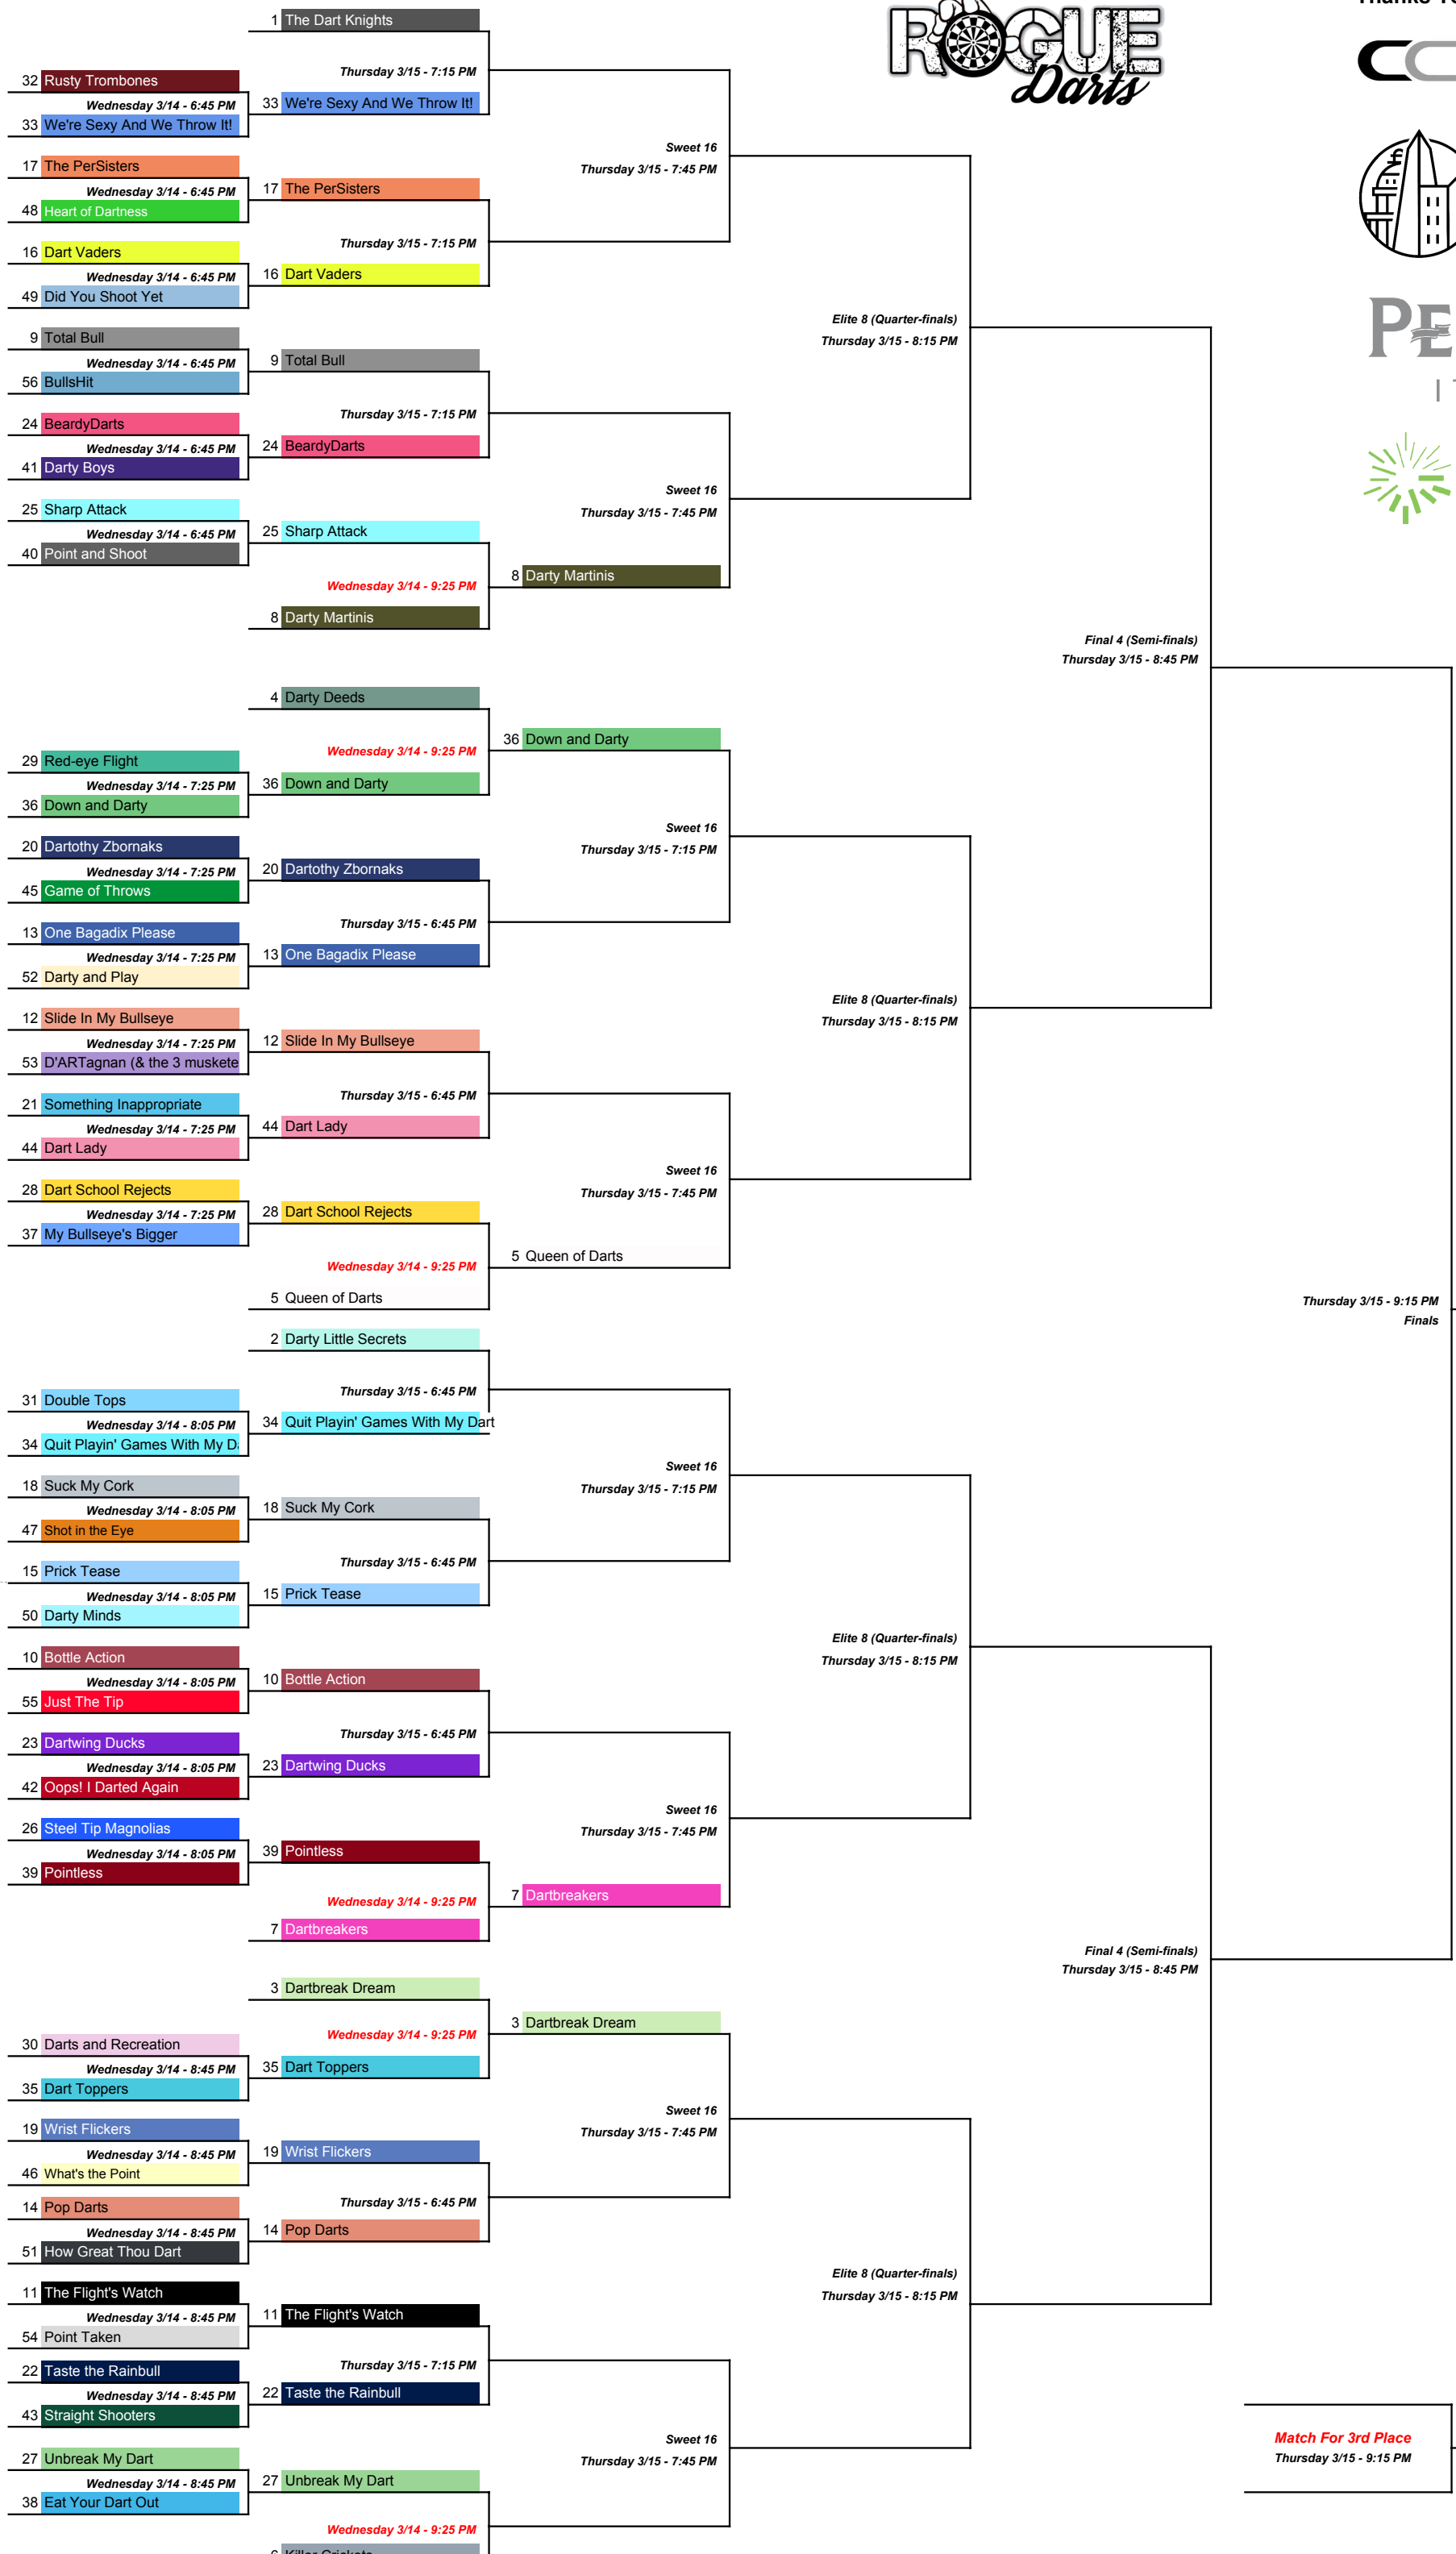 Thanks
ROGUE
Darts
1 The Dart Knights
Thursday 3/15 - 7:15 PM
32 Rusty Trombones
Wednesday 3/14 - 6:45 PM
33 We're Sexy And We Throw It!
33 We're Sexy And We Throw It!
Sweet 16
Thursday 3/15 - 7:45 PM
17 The PerSisters
Wednesday 3/14 - 6:45 PM
17 The PerSisters
48 Heart of Dartness
Thursday 3/15 - 7:15 PM
16 Dart Vaders
Wednesday 3/14 - 6:45 PM
16 Dart Vaders
49 Did You Shoot Yet
Elite 8 (Quarter-finals)
Thursday 3/15 - 8:15 PM
9 Total Bull
Wednesday 3/14 - 6:45 PM
9 Total Bull
56 BullsHit
Thursday 3/15 - 7:15 PM
24 BeardyDarts
Wednesday 3/14 - 6:45 PM
24 BeardyDarts
41 Darty Boys
Sweet 16
Thursday 3/15 - 7:45 PM
25 Sharp Attack
Wednesday 3/14 - 6:45 PM
25 Sharp Attack
40 Point and Shoot
Wednesday 3/14 - 9:25 PM
8 Darty Martinis
8 Darty Martinis
Final 4 (Semi-finals)
Thursday 3/15 - 8:45 PM
4 Darty Deeds
Wednesday 3/14 - 9:25 PM
36 Down and Darty
29 Red-eye Flight
Wednesday 3/14 - 7:25 PM
36 Down and Darty
36 Down and Darty
Sweet 16
Thursday 3/15 - 7:15 PM
20 Dartothy Zbornaks
Wednesday 3/14 - 7:25 PM
20 Dartothy Zbornaks
45 Game of Throws
Thursday 3/15 - 6:45 PM
13 One Bagadix Please
Wednesday 3/14 - 7:25 PM
13 One Bagadix Please
52 Darty and Play
Elite 8 (Quarter-finals)
Thursday 3/15 - 8:15 PM
12 Slide In My Bullseye
Wednesday 3/14 - 7:25 PM
12 Slide In My Bullseye
53 D'ARTagnan (& the 3 muskete
Thursday 3/15 - 6:45 PM
21 Something Inappropriate
Wednesday 3/14 - 7:25 PM
44 Dart Lady
44 Dart Lady
Sweet 16
Thursday 3/15 - 7:45 PM
28 Dart School Rejects
Wednesday 3/14 - 7:25 PM
28 Dart School Rejects
37 My Bullseye's Bigger
Wednesday 3/14 - 9:25 PM
5 Queen of Darts
5 Queen of Darts
Thursday 3/15 - 9:15 PM
Finals
2 Darty Little Secrets
Thursday 3/15 - 6:45 PM
31 Double Tops
Wednesday 3/14 - 8:05 PM
34 Quit Playin' Games With My Dart
34 Quit Playin' Games With My D
Sweet 16
Thursday 3/15 - 7:15 PM
18 Suck My Cork
Wednesday 3/14 - 8:05 PM
18 Suck My Cork
47 Shot in the Eye
Thursday 3/15 - 6:45 PM
15 Prick Tease
Wednesday 3/14 - 8:05 PM
15 Prick Tease
50 Darty Minds
Elite 8 (Quarter-finals)
Thursday 3/15 - 8:15 PM
10 Bottle Action
Wednesday 3/14 - 8:05 PM
10 Bottle Action
55 Just The Tip
Thursday 3/15 - 6:45 PM
23 Dartwing Ducks
Wednesday 3/14 - 8:05 PM
23 Dartwing Ducks
42 Oops! I Darted Again
Sweet 16
Thursday 3/15 - 7:45 PM
26 Steel Tip Magnolias
Wednesday 3/14 - 8:05 PM
39 Pointless
39 Pointless
Wednesday 3/14 - 9:25 PM
7 Dartbreakers
7 Dartbreakers
Final 4 (Semi-finals)
Thursday 3/15 - 8:45 PM
3 Dartbreak Dream
Wednesday 3/14 - 9:25 PM
3 Dartbreak Dream
30 Darts and Recreation
Wednesday 3/14 - 8:45 PM
35 Dart Toppers
35 Dart Toppers
Sweet 16
Thursday 3/15 - 7:45 PM
19 Wrist Flickers
Wednesday 3/14 - 8:45 PM
19 Wrist Flickers
46 What's the Point
Thursday 3/15 - 6:45 PM
14 Pop Darts
Wednesday 3/14 - 8:45 PM
14 Pop Darts
51 How Great Thou Dart
Elite 8 (Quarter-finals)
Thursday 3/15 - 8:15 PM
11 The Flight's Watch
Wednesday 3/14 - 8:45 PM
11 The Flight's Watch
54 Point Taken
Thursday 3/15 - 7:15 PM
22 Taste the Rainbull
Wednesday 3/14 - 8:45 PM
22 Taste the Rainbull
43 Straight Shooters
Sweet 16
Thursday 3/15 - 7:45 PM
Match For 3rd Place
Thursday 3/15 - 9:15 PM
27 Unbreak My Dart
Wednesday 3/14 - 8:45 PM
27 Unbreak My Dart
38 Eat Your Dart Out
Wednesday 3/14 - 9:25 PM